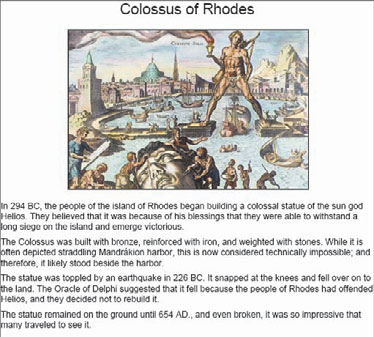 Colossus of Rhodes
In 294 BC, the people of the island of Rhodes began building a colossal statue of the sun god
Helios. They believed that it was because of his blessings that they were able to withstand a
long siege on the island and emerge victorious.
The Colossus was built with bronze, reinforced with iron, and weighted with stones. While it is
often depicted straddling Mandrákion harbor, this is now considered technically impossible; and
therefore, it likely stood beside the harbor.
The statue was toppled by an earthquake in 226 BC. It snapped at the knees and fell over on to
the land. The Oracle of Delphi suggested that it fell because the people of Rhodes had offended
Helios, and they decided not to rebuild it.
The statue remained on the ground until 654 AD., and even broken, it was so impressive that
many traveled to see it.